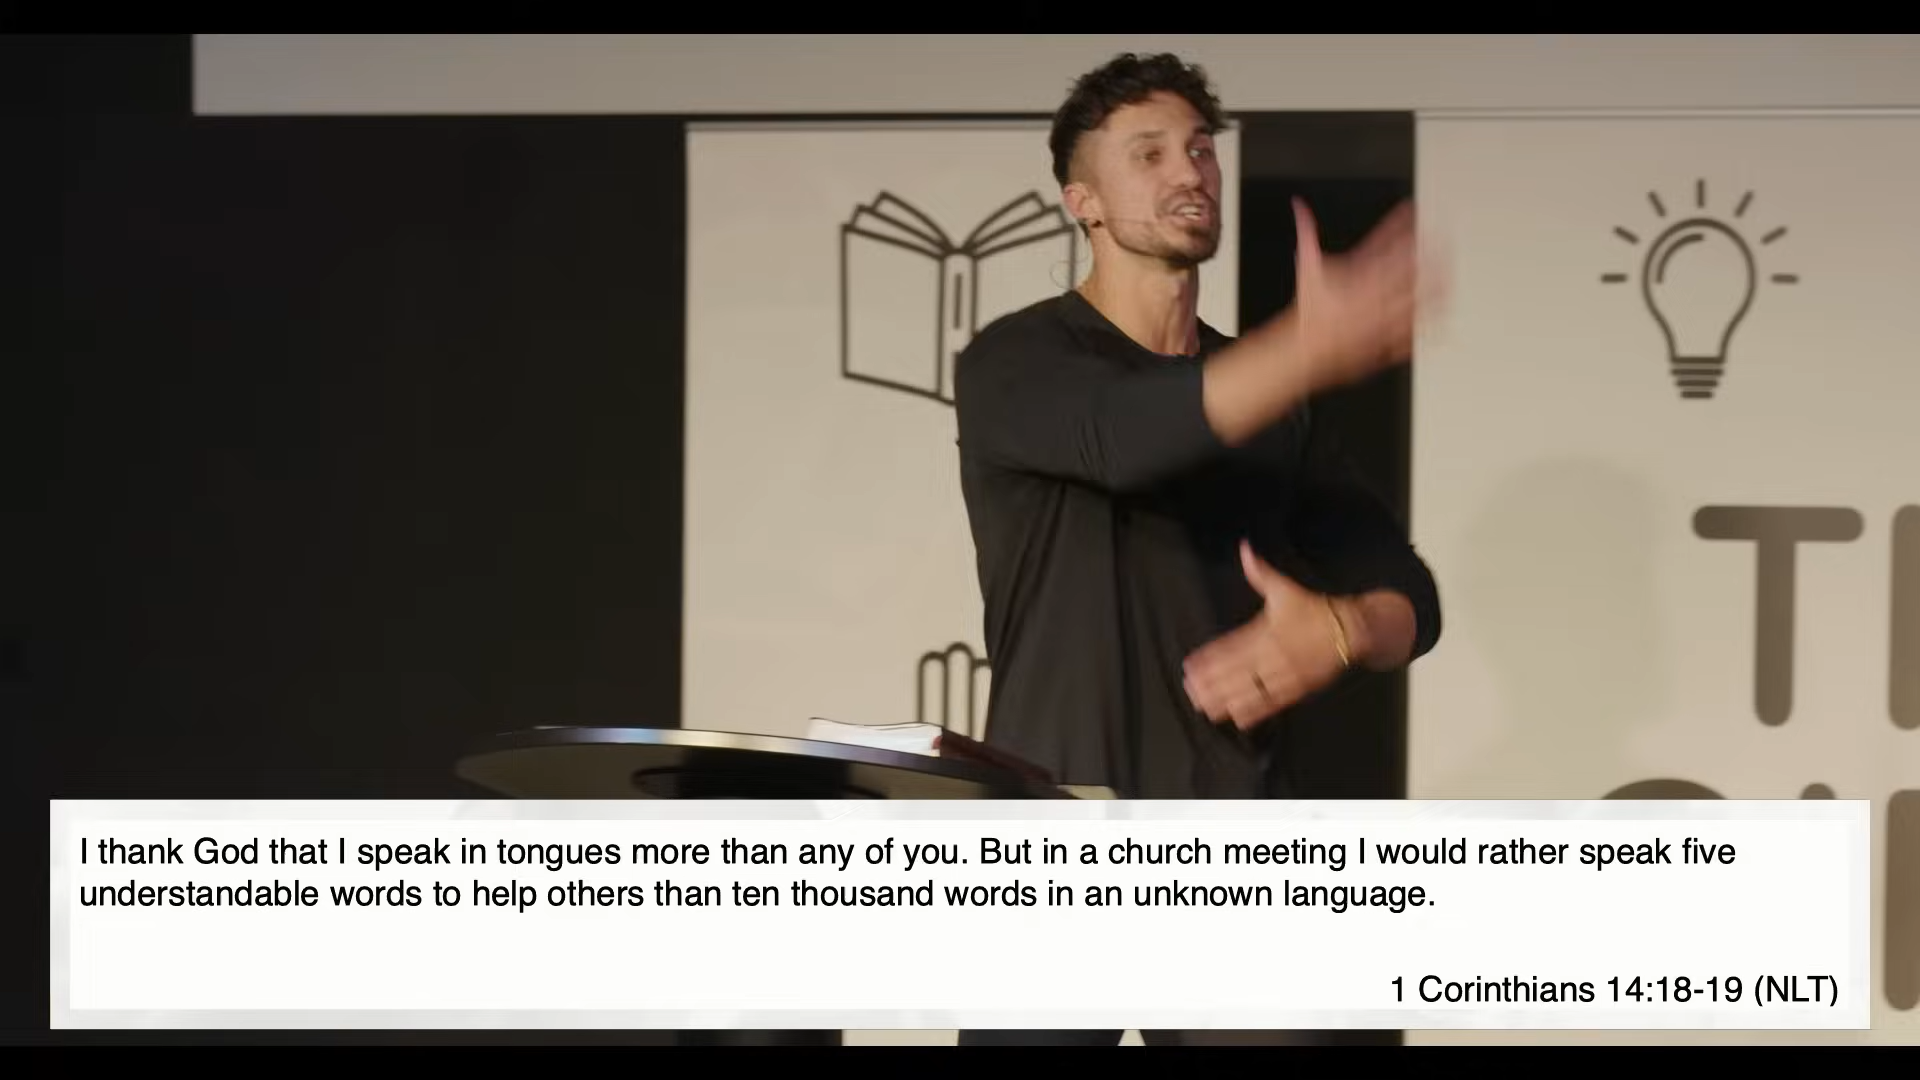 I thank God that I speak in tongues more than any of you. But in a church meeting I would rather speak five
understandable words to help others than ten thousand words in an unknown language.
1 Corinthians 14:18-19 (NLT)